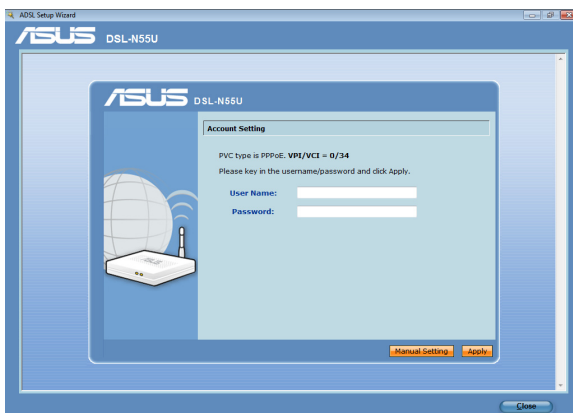 ADSL Setup Wizard
ASUS DSL-N55U
ASUS DSL-N55U
Account Setting
PVC type is PPPoE. VPI/VCI = 0/34
Please key in the username/password and click Apply.
User Name:
Password:
Manual Setting Apply
Close